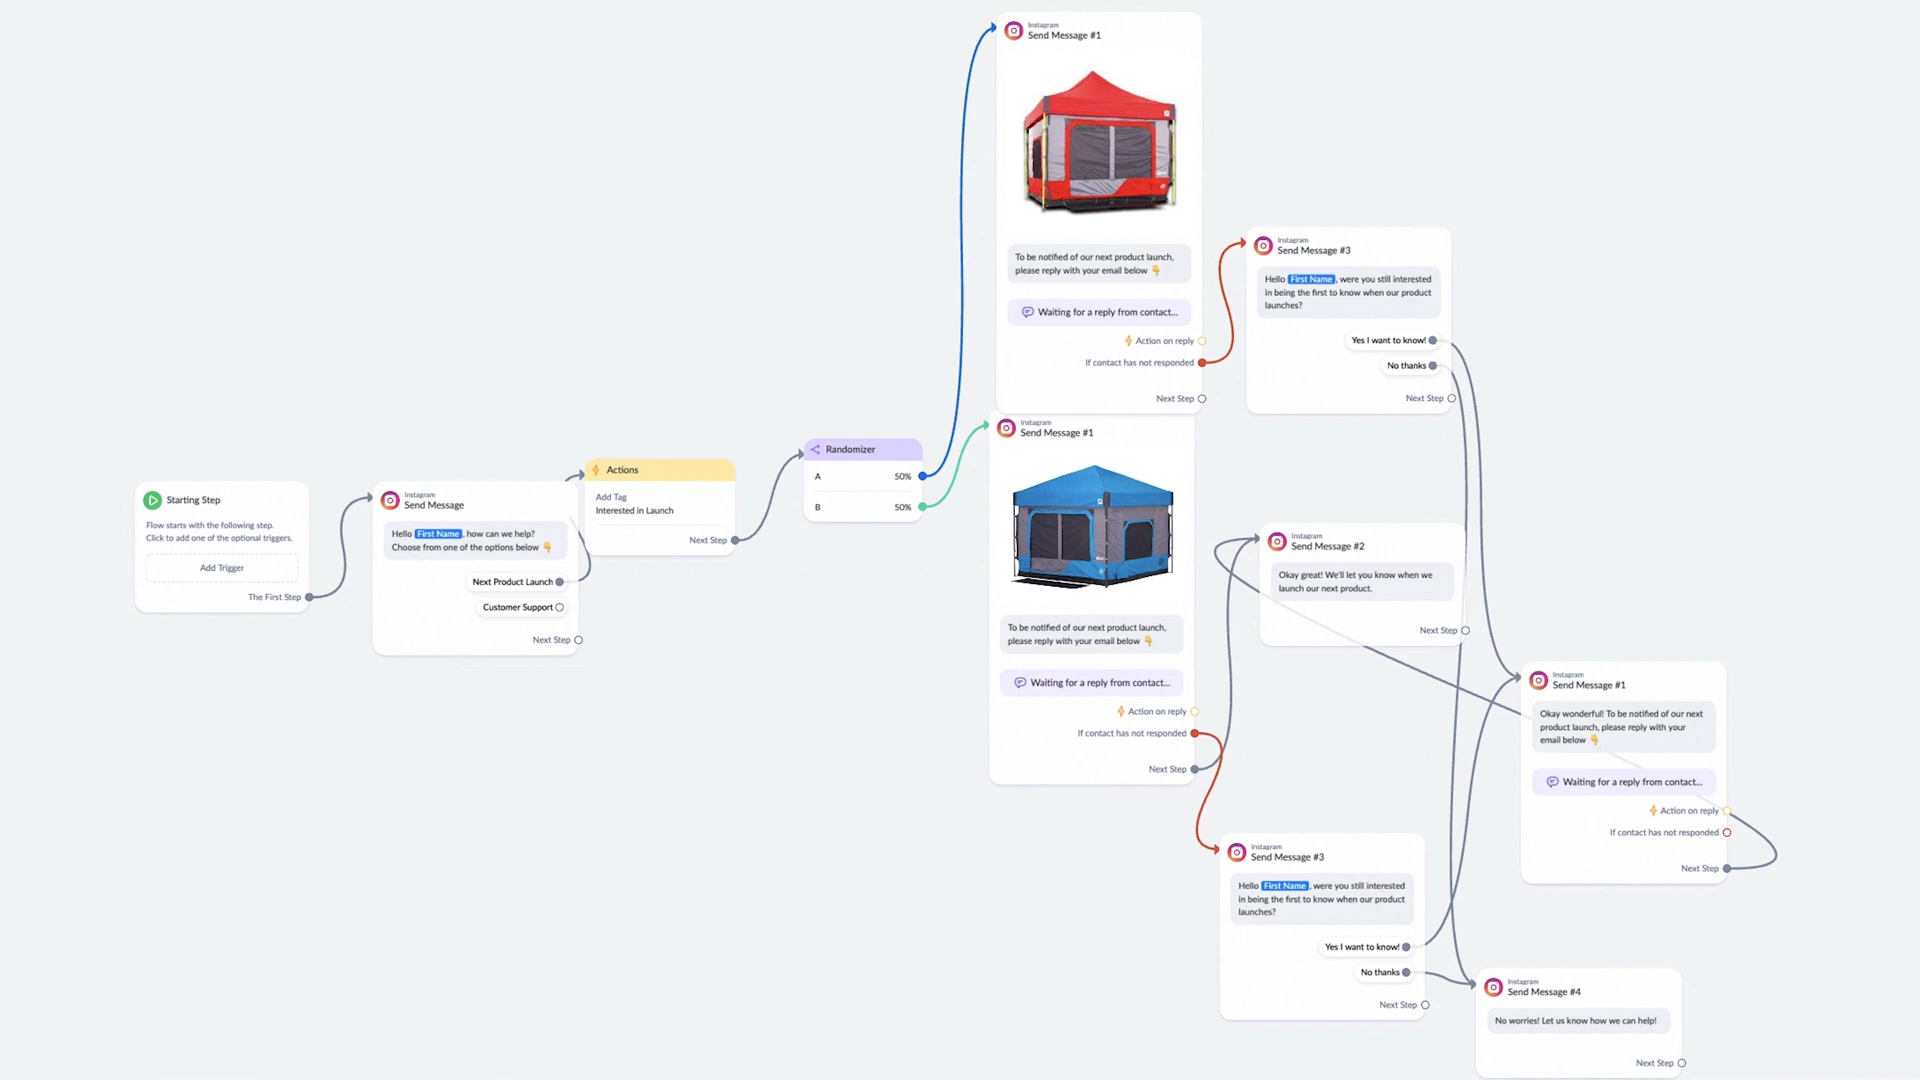 Starting Step
Flow starts with the following step.
Click to add one of the optional triggers.
Add Trigger
The First Step
Instagram
Send Message
Hello First Name, how can we help?
Choose from one of the options below 👇
Next Product Launch
Customer Support
Next Step
Actions
Add Tag
Interested in Launch
Next Step
Randomizer
A 50%
B 50%
Instagram
Send Message #1
To be notified of our next product launch,
please reply with your email below 👇
Waiting for a reply from contact...
Action on reply
If contact has not responded
Next Step
Instagram
Send Message #3
Hello First Name, were you still interested
in being the first to know when our product
launches?
Yes I want to know!
No thanks
Next Step
Instagram
Send Message #1
To be notified of our next product launch,
please reply with your email below 👇
Waiting for a reply from contact...
Action on reply
If contact has not responded
Next Step
Instagram
Send Message #2
Okay great! We'll let you know when we
launch our next product.
Next Step
Instagram
Send Message #1
Okay wonderful! To be notified of our next
product launch, please reply with your
email below 👇
Waiting for a reply from contact...
Action on reply
If contact has not responded
Next Step
Instagram
Send Message #3
Hello First Name, were you still interested
in being the first to know when our product
launches?
Yes I want to know!
No thanks
Next Step
Instagram
Send Message #4
No worries! Let us know how we can help!
Next Step